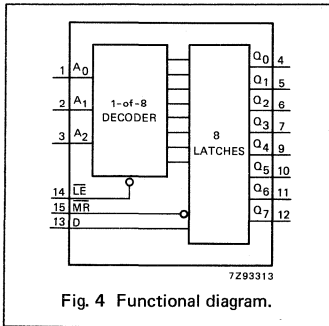 1 A0
2 A1
3 A2
1-of-8
DECODER
8
LATCHES
Q0 4
Q1 5
Q2 6
Q3 7
Q4 9
Q5 10
Q6 11
Q7 12
14 LE
15 MR
13 D
7Z93313
Fig. 4 Functional diagram.